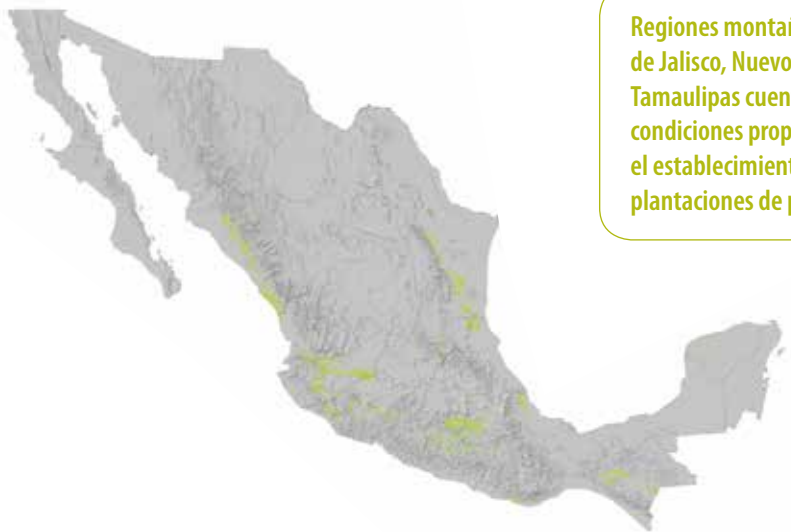 Regiones
de Jalisco, Nuevo
Tamaulipas
condiciones
el
plantaciones de